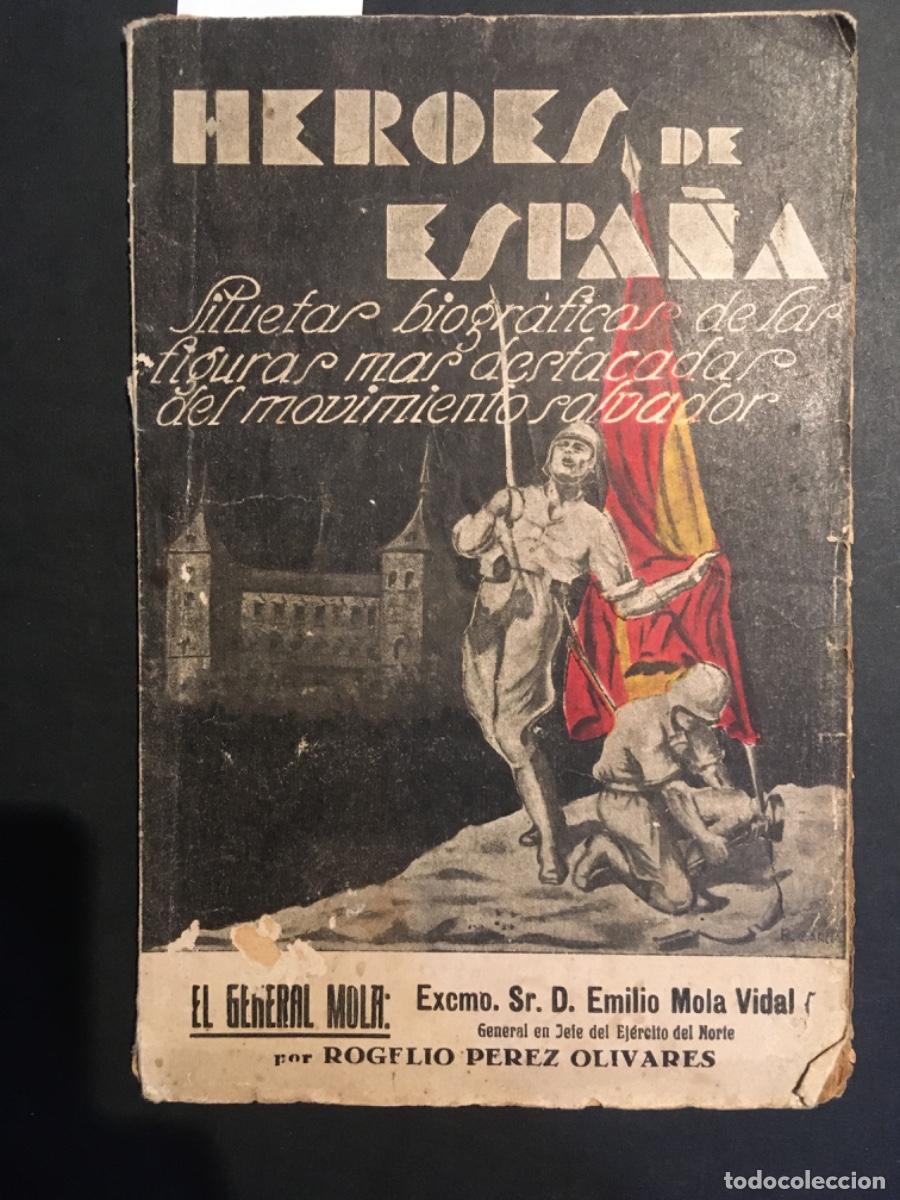 HEROES DE
ESPAÑA
Siluetas biográficas de las
figuras mas destacadas
del movimiento salvador
EL GENERAL MOLA: Excmo. Sr. D. Emilio Mola Vidal
General en Jefe del Ejército del Norte
por ROGELIO PEREZ OLIVARES
todocoleccion